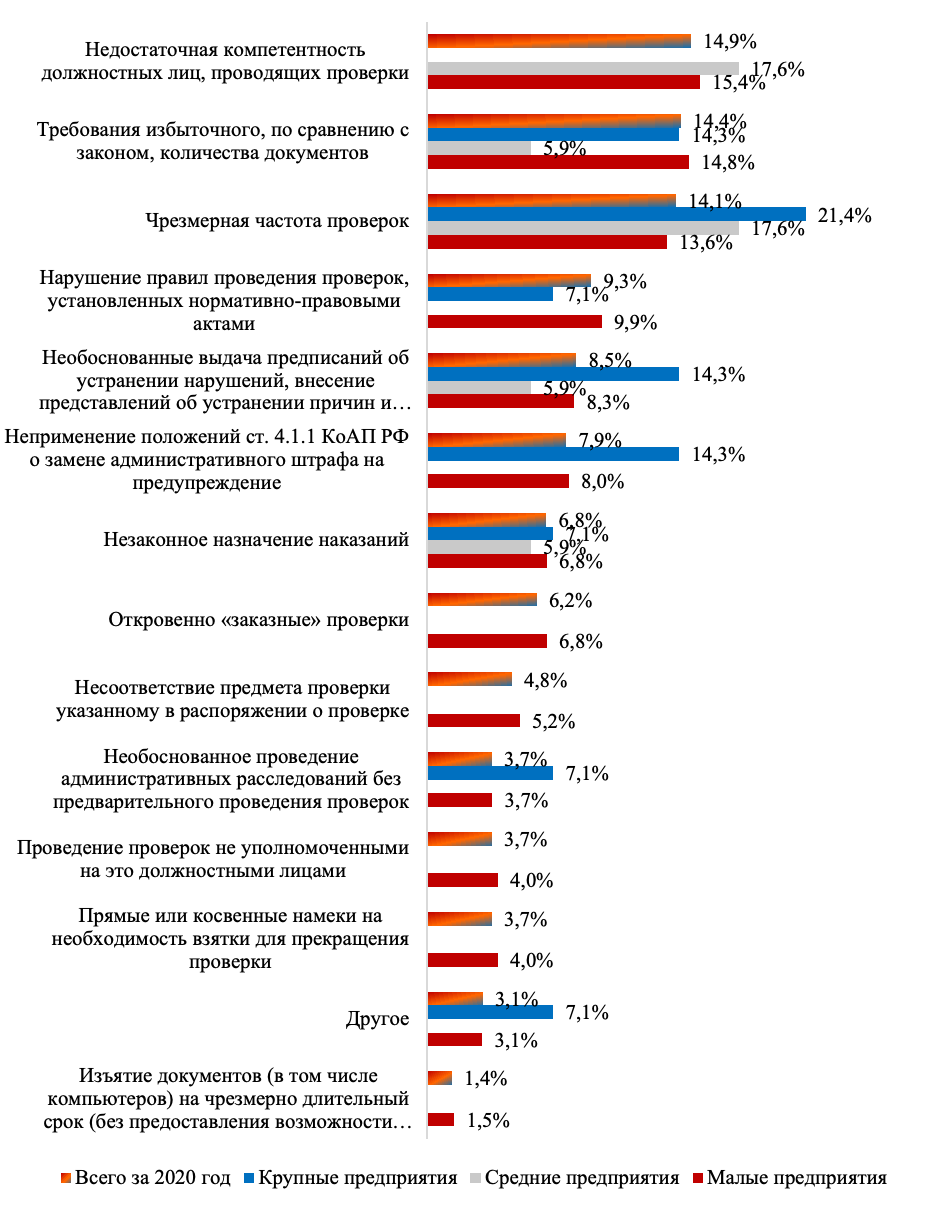 Недостаточная компетентность
должностных лиц, проводящих проверки
14,9%
17,6%
15,4%
Требования избыточного, по сравнению с
законом, количества документов
14,4%
14,3%
5,9%
14,8%
Чрезмерная частота проверок
14,1%
21,4%
17,6%
13,6%
Нарушение правил проведения проверок,
установленных нормативно-правовыми
актами
9,3%
7,1%
9,9%
Необоснованные выдача предписаний об
устранении нарушений, внесение
представлений об устранении причин и…
8,5%
14,3%
5,9%
8,3%
Неприменение положений ст. 4.1.1 КоАП РФ
о замене административного штрафа на
предупреждение
7,9%
14,3%
8,0%
Незаконное назначение наказаний
6,8%
7,1%
5,9%
6,8%
Откровенно «заказные» проверки
6,2%
6,8%
Несоответствие предмета проверки
указанному в распоряжении о проверке
4,8%
5,2%
Необоснованное проведение
административных расследований без
предварительного проведения проверок
3,7%
7,1%
3,7%
Проведение проверок не уполномоченными
на это должностными лицами
3,7%
4,0%
Прямые или косвенные намеки на
необходимость взятки для прекращения
проверки
3,7%
4,0%
Другое
3,1%
7,1%
3,1%
Изъятие документов (в том числе
компьютеров) на чрезмерно длительный
срок (без предоставления возможности…
1,4%
1,5%
Всего за 2020 год Крупные предприятия Средние предприятия Малые предприятия